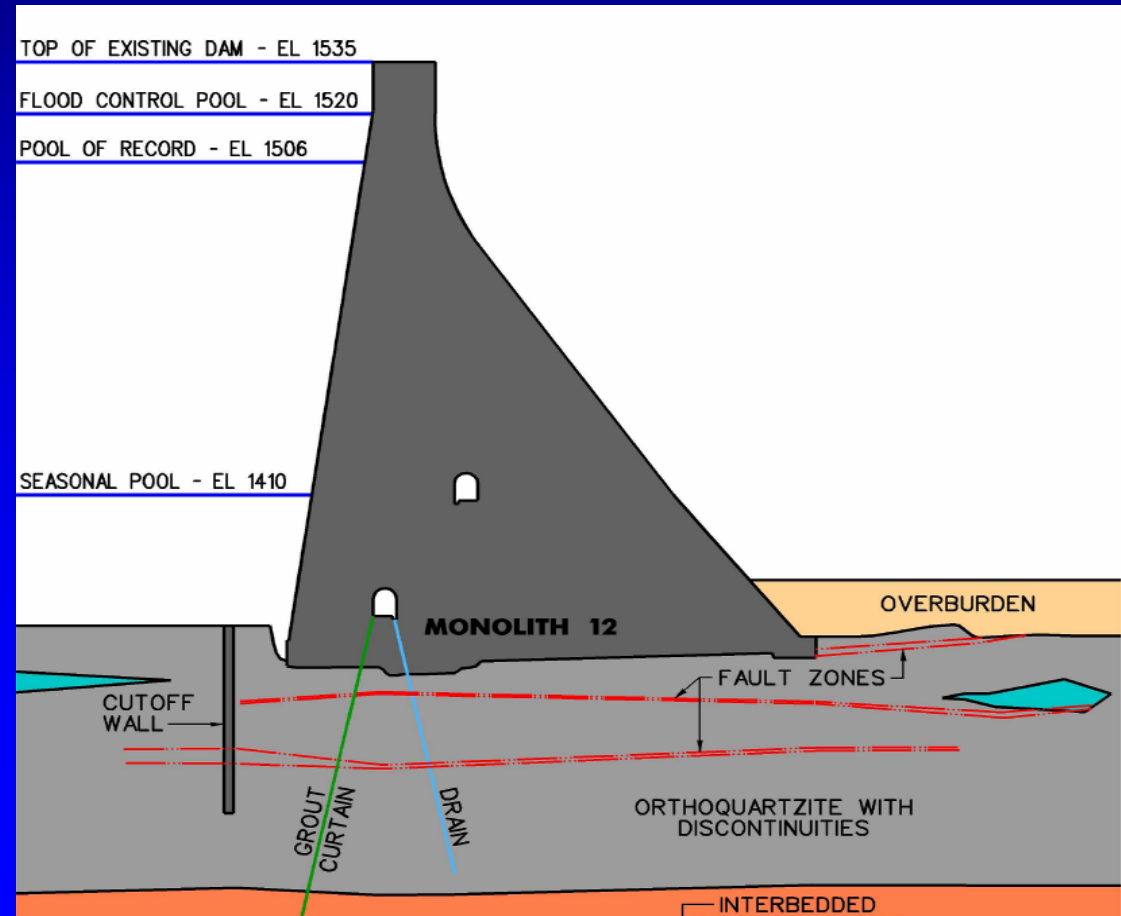 TOP OF EXISTING DAM - EL 1535
FLOOD CONTROL POOL - EL 1520
POOL OF RECORD - EL 1506
SEASONAL POOL - EL 1410
OVERBURDEN
MONOLITH 12
FAULT ZONES
CUTOFF
WALL
GROUT
CURTAIN
DRAIN
ORTHOQUARTZITE WITH
DISCONTINUITIES
INTERBEDDED